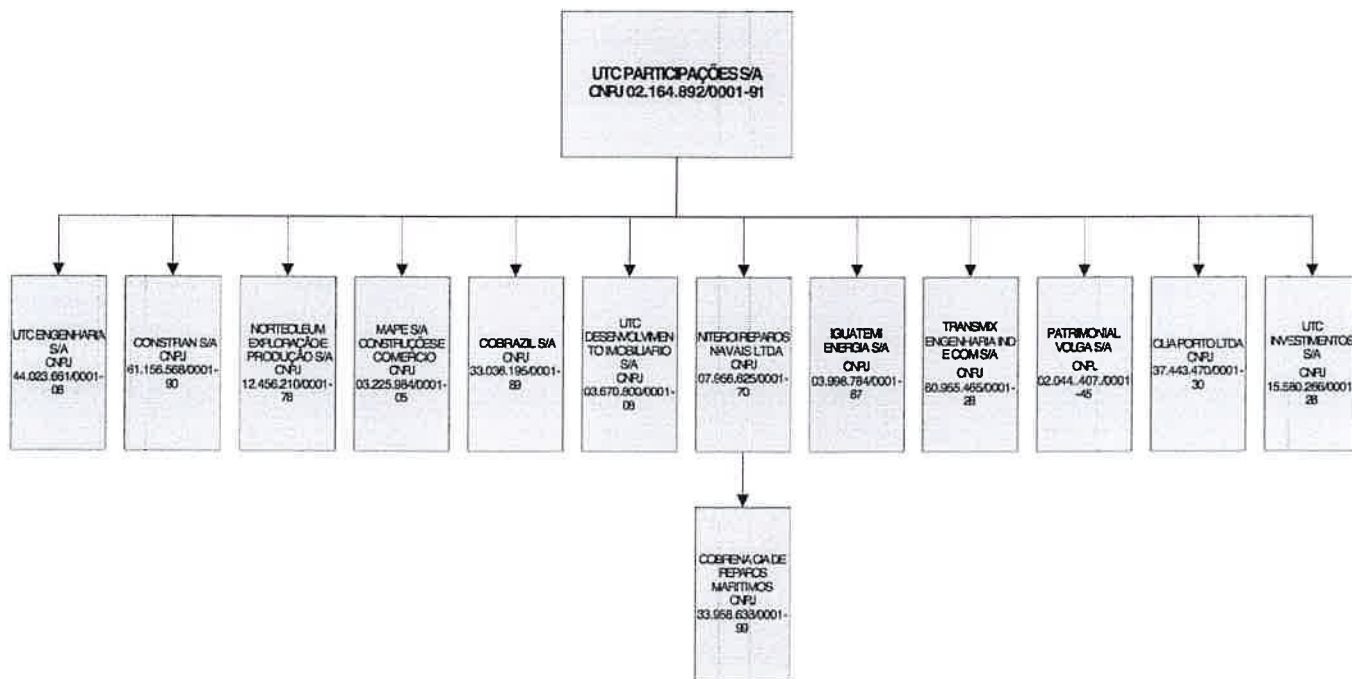 UTC PARTICIPAÇÕES S/A
CNPJ 02.164.892/0001-91
UTC ENGENHARIA
S/A
CNPJ
44.023.661/0001-
08
CONSTRAN S/A
CNPJ
61.156.568/0001-
90
NORTEOLEUM
EXPLORAÇÃO E
PRODUÇÃO S/A
CNPJ
12.456.210/0001-
78
MAPE S/A
CONSTRUÇÕES E
COMERCIO
CNPJ
03.225.984/0001-
05
COBRAZIL S/A
CNPJ
33.036.195/0001-
89
UTC
DESENVOLVIMEN
TO IMOBILIARIO
S/A
CNPJ
03.670.800/0001-
08
NITEROI REPAROS
NAVAIS LTDA
CNPJ
07.956.625/0001-
70
IGUATEMI
ENERGIA S/A
CNPJ
03.998.784/0001-
67
TRANSMIX
ENGENHARIA IND
E COM S/A
CNPJ
60.955.465/0001-
28
PATRIMONIAL
VOLGA S/A
CNPJ
02.044..407./0001
-45
PORTO LTDA
CNPJ
37.443.470/0001-
30
UTC
INVESTIMENTOS
S/A
CNPJ
15.580.266/0001-
28
COBRENA CIA DE
REPAROS
MARITIMOS
CNPJ
33.958.633/0001-
99